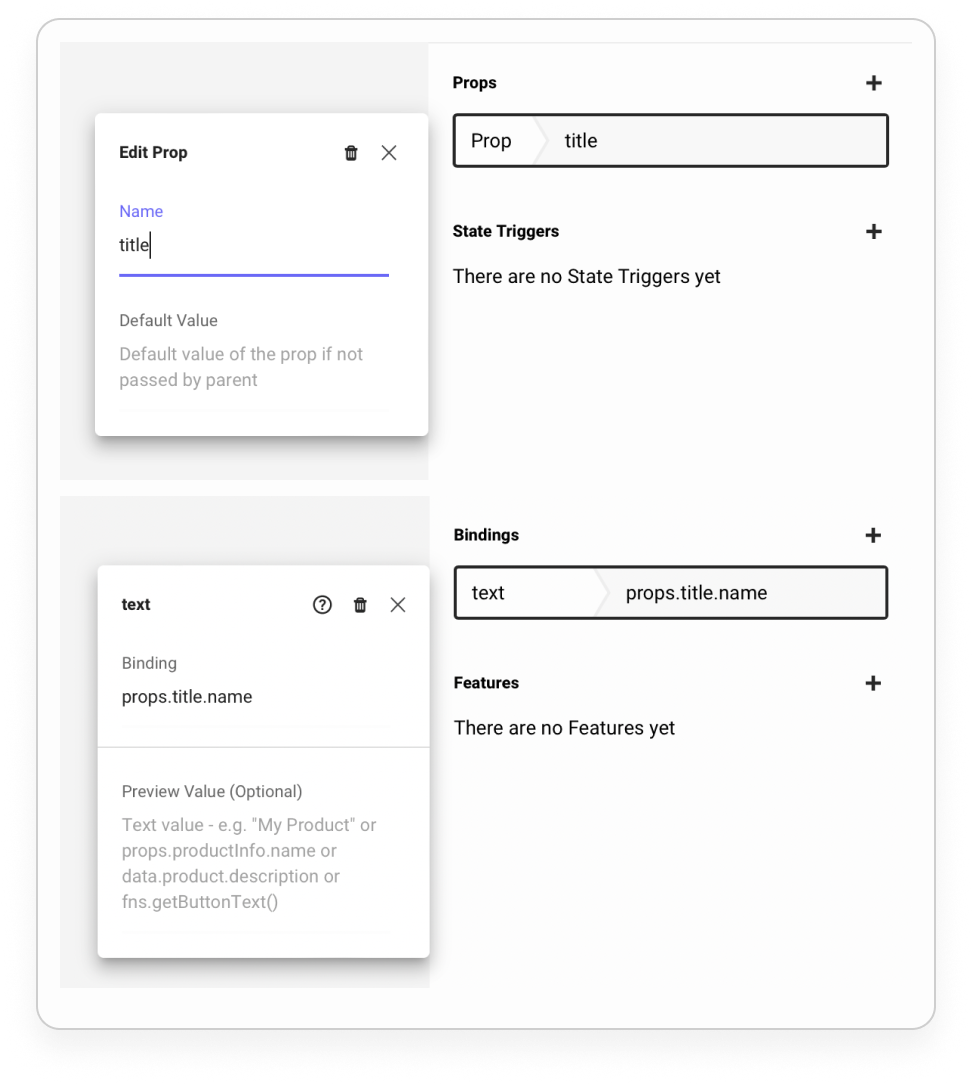 Props
Edit Prop
Prop
title
Name
title
State Triggers
There are no State Triggers yet
Default Value
Default value of the prop if not
passed by parent
Bindings
text
Binding
props.title.name
text
props.title.name
Features
There are no Features yet
Preview Value (Optional)
Text value - e.g. "My Product" or
props.productInfo.name or
data.product.description or
fns.getButtonText()